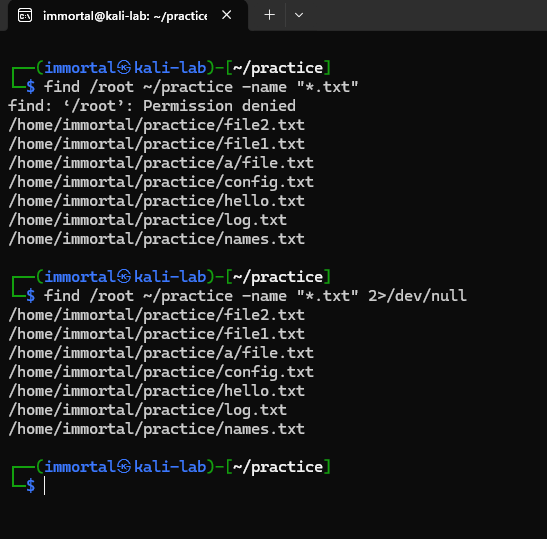 immortal@kali-lab: ~/practice
┌──(immortal㉿kali-lab)-[~/practice]
└─$ find /root ~/practice -name "*.txt"
find: ‘/root’: Permission denied
/home/immortal/practice/file2.txt
/home/immortal/practice/file1.txt
/home/immortal/practice/a/file.txt
/home/immortal/practice/config.txt
/home/immortal/practice/hello.txt
/home/immortal/practice/log.txt
/home/immortal/practice/names.txt
┌──(immortal㉿kali-lab)-[~/practice]
└─$ find /root ~/practice -name "*.txt" 2>/dev/null
/home/immortal/practice/file2.txt
/home/immortal/practice/file1.txt
/home/immortal/practice/a/file.txt
/home/immortal/practice/config.txt
/home/immortal/practice/hello.txt
/home/immortal/practice/log.txt
/home/immortal/practice/names.txt
┌──(immortal㉿kali-lab)-[~/practice]
└─$